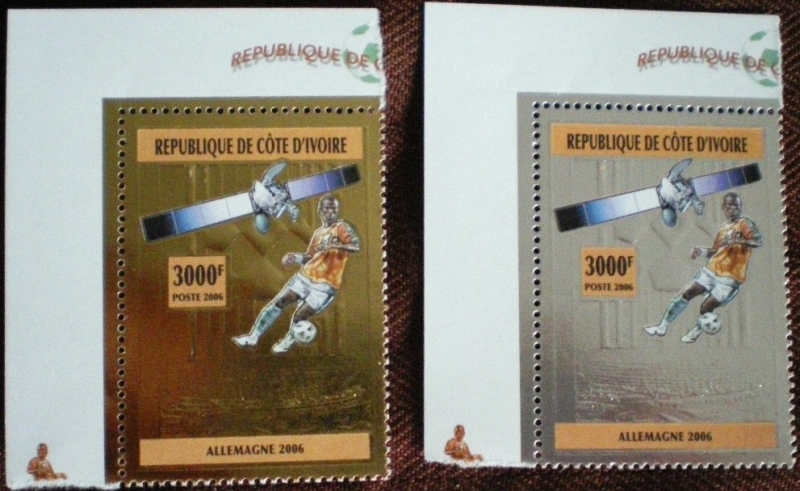 REPUBLIQUE DE C
REPUBLIQUE DE CÔTE D'IVOIRE
3000F
POSTE 2006
ALLEMAGNE 2006
REPUBLIQUE DE C
REPUBLIQUE DE CÔTE D'IVOIRE
3000F
POSTE 2006
ALLEMAGNE 2006